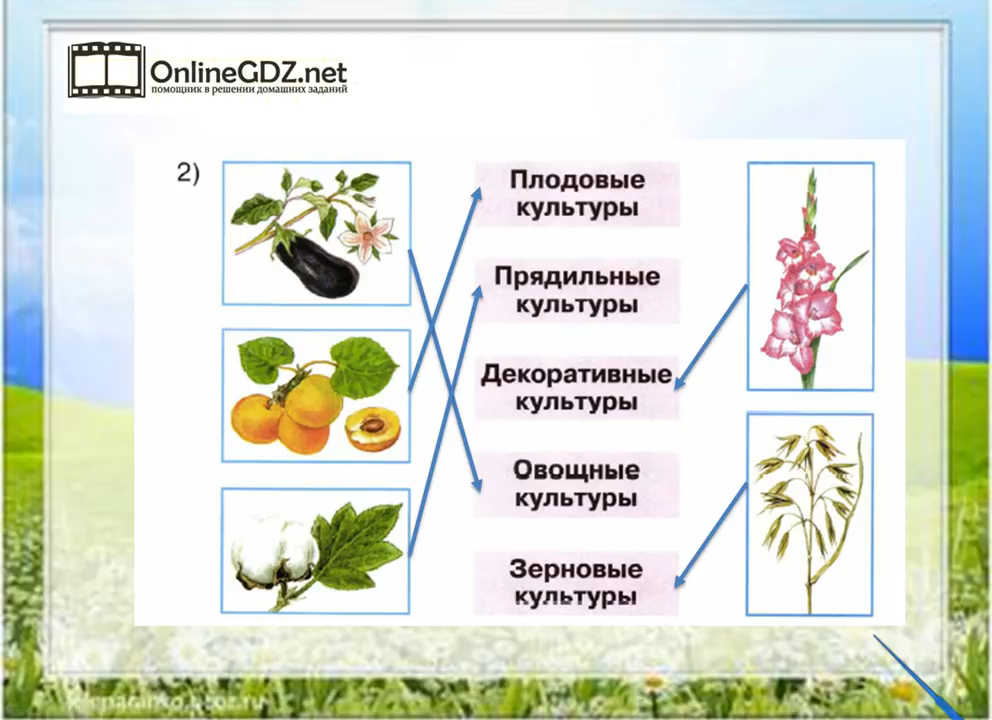 OnlineGDZ.net
помощник в решении домашних заданий
2)
Плодовые
культуры
Прядильные
культуры
Декоративные
культуры
Овощные
культуры
Зерновые
культуры